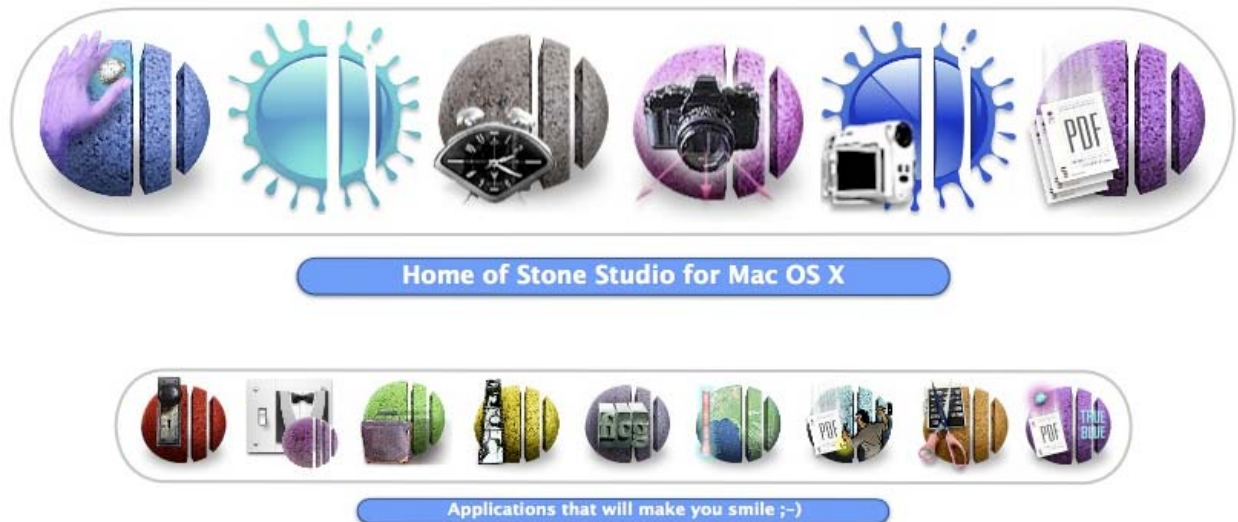 PDF
Home of Stone Studio for Mac OS X
PDF
PDF
TRUE
BLUE
Applications that will make you smile ;-)